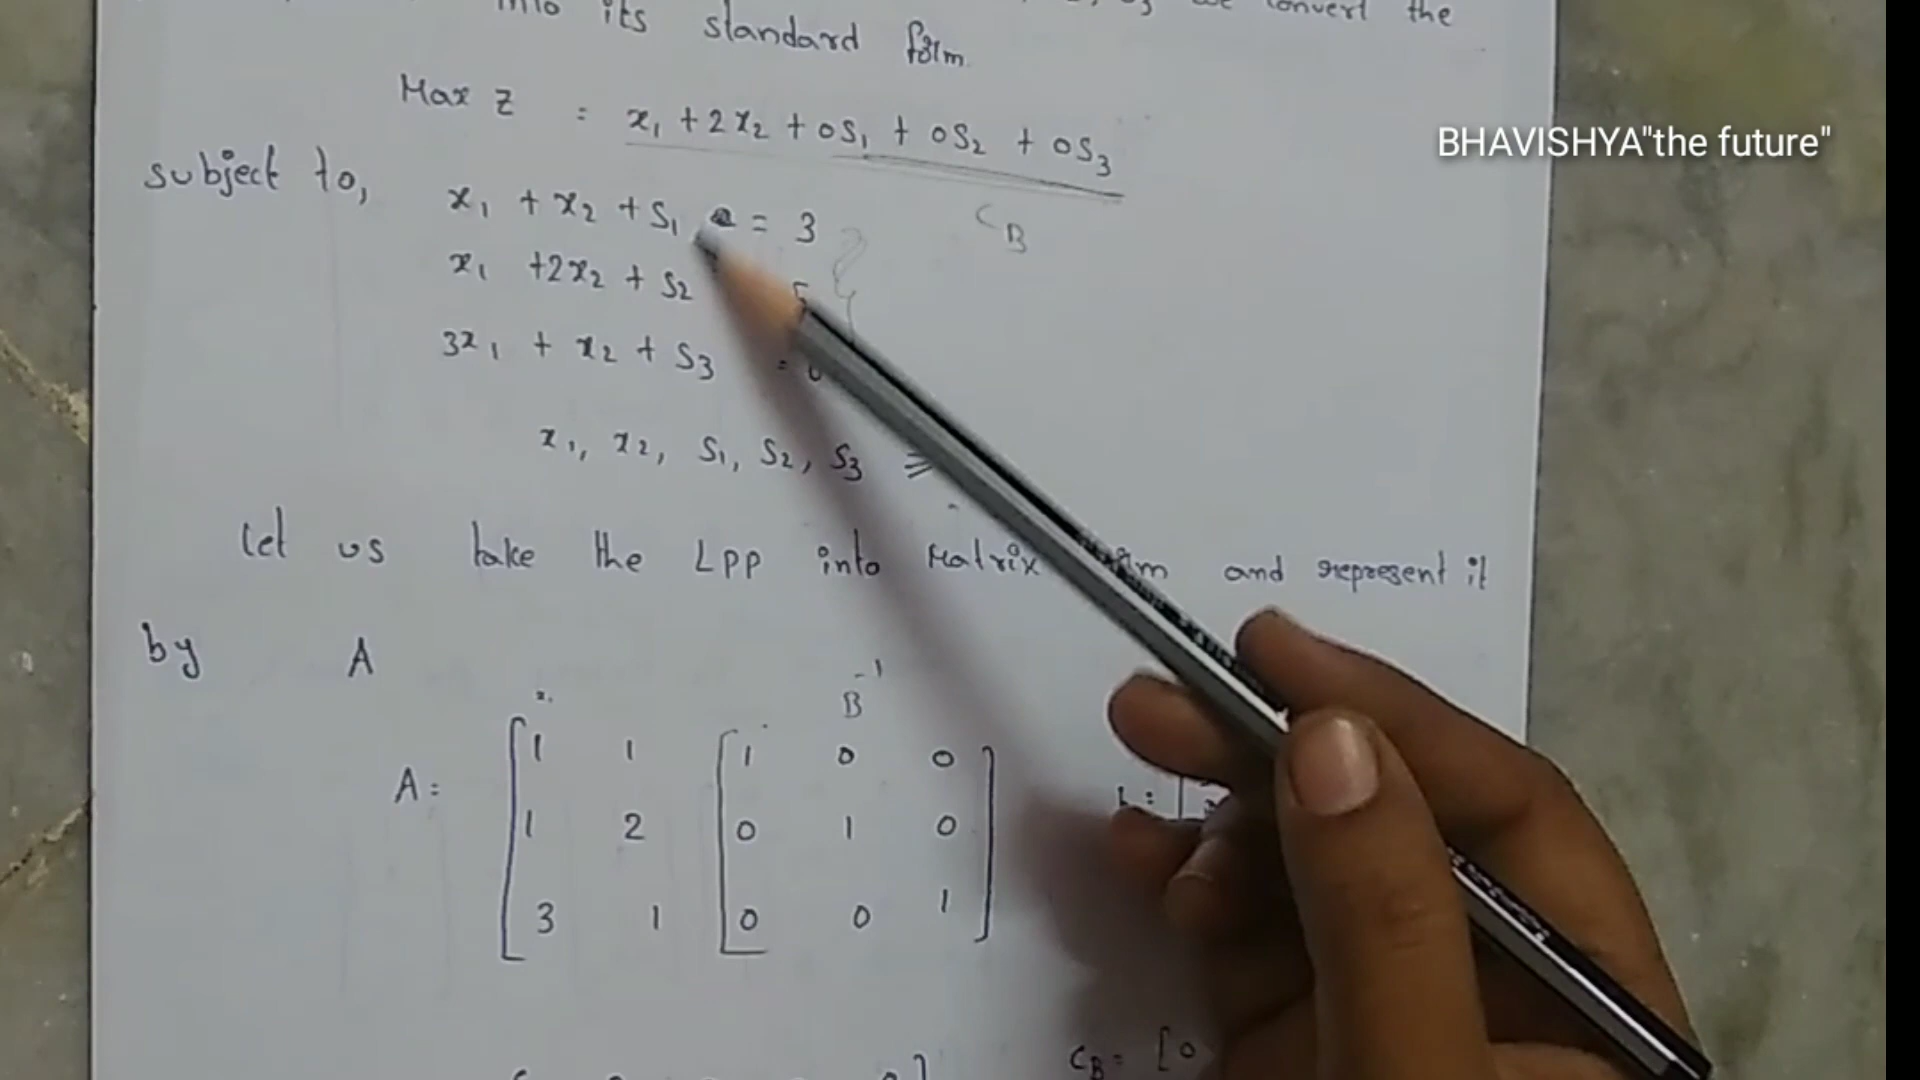 into its standard form
convert the
Max Z = x₁ + 2x₂ + 0S₁ + 0S₂ + 0S₃
BHAVISHYA"the future"
subject to,
x₁ + x₂ + S₁ = 3
C_B
x₁ + 2x₂ + S₂
3x₁ + x₂ + S₃ =
x₁, x₂, S₁, S₂, S₃ ≥
Let us take the LPP into Matrix and represent it
by A
B⁻¹
A = [ 1 1 [ 1 0 0 ]
1 2 0 1 0
3 1 0 0 1
C_B = [0